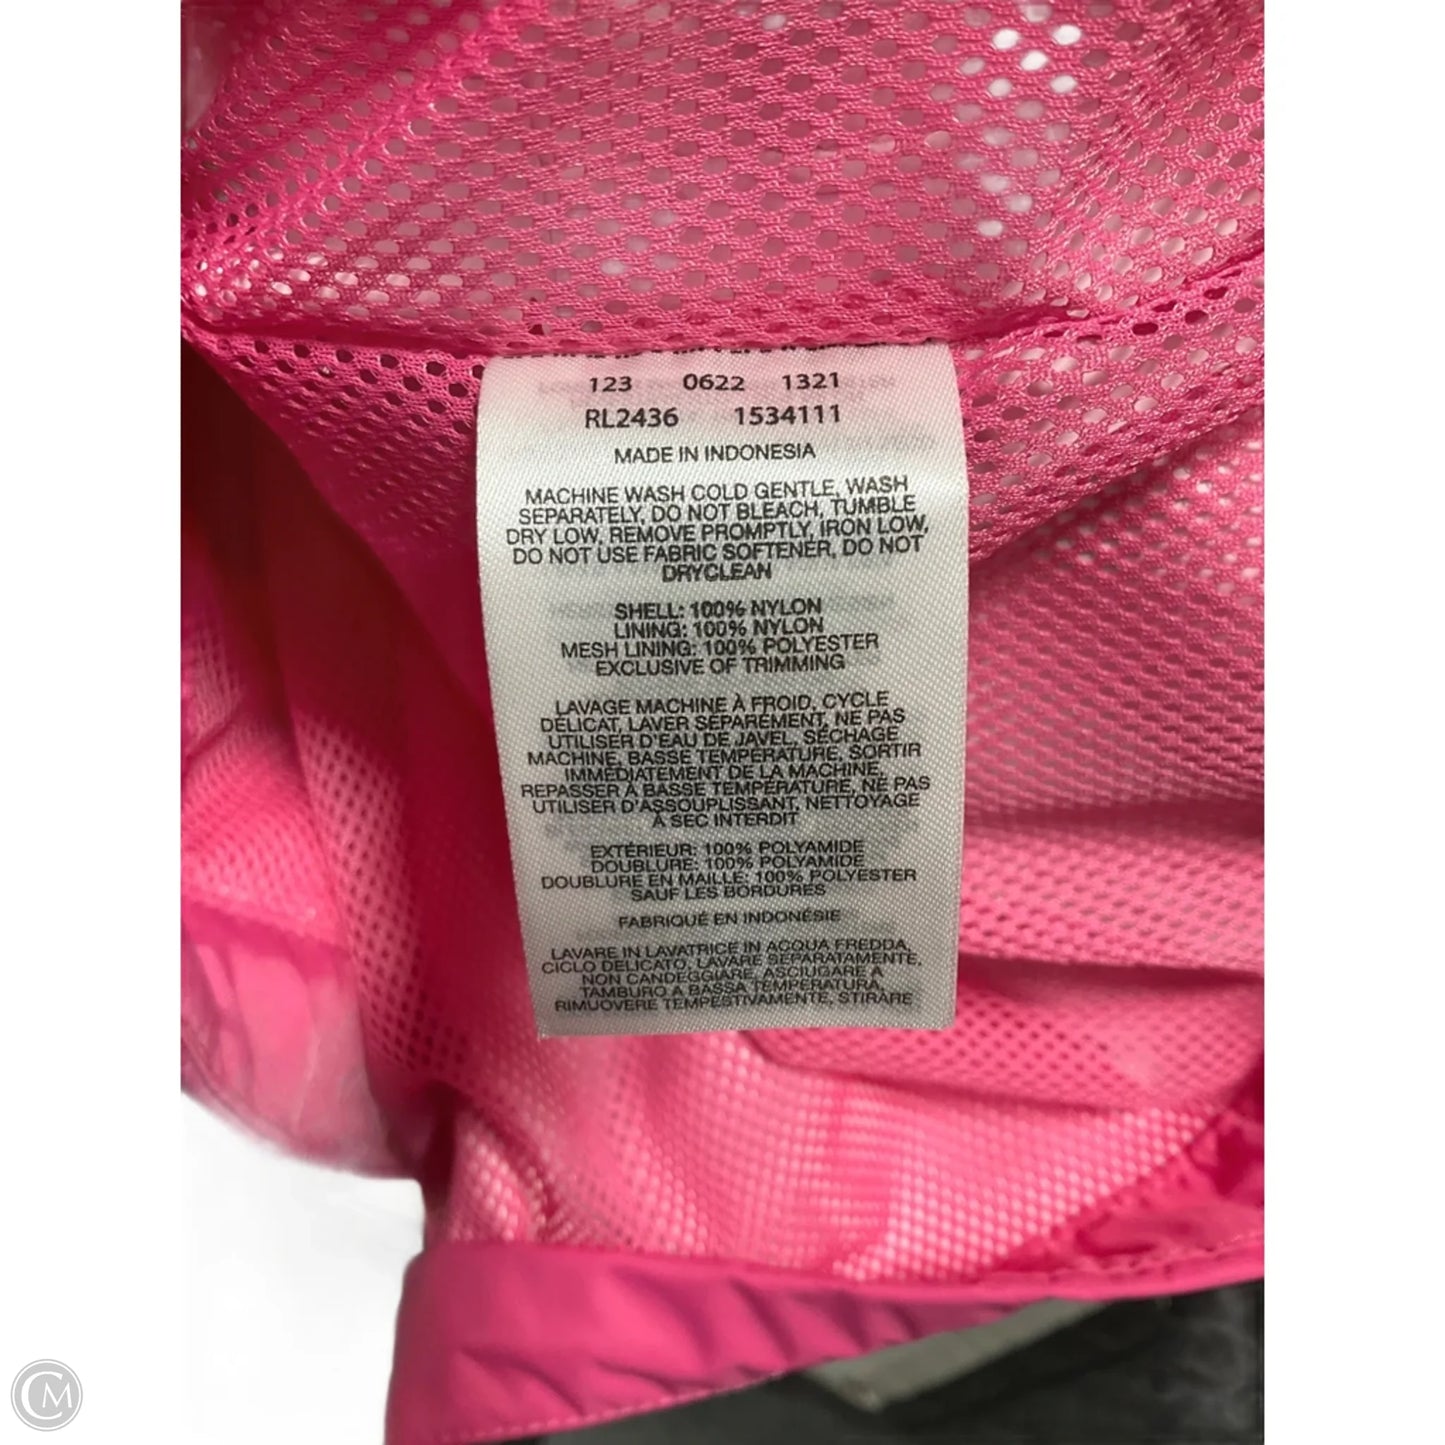 123 0622 1321
RL2436 1534111
MADE IN INDONESIA
MACHINE WASH COLD GENTLE, WASH
SEPARATELY, DO NOT BLEACH, TUMBLE
DRY LOW, REMOVE PROMPTLY, IRON LOW,
DO NOT USE FABRIC SOFTENER, DO NOT
DRYCLEAN
SHELL: 100% NYLON
LINING: 100% NYLON
MESH LINING: 100% POLYESTER
EXCLUSIVE OF TRIMMING
LAVAGE MACHINE À FROID, CYCLE
DÉLICAT, LAVER SÉPARÉMENT, NE PAS
UTILISER D'EAU DE JAVEL, SÉCHAGE
MACHINE, BASSE TEMPÉRATURE, SORTIR
IMMÉDIATEMENT DE LA MACHINE,
REPASSER À BASSE TEMPÉRATURE, NE PAS
UTILISER D'ASSOUPLISSANT, NETTOYAGE
À SEC INTERDIT
EXTÉRIEUR: 100% POLYAMIDE
DOUBLURE: 100% POLYAMIDE
DOUBLURE EN MAILLE: 100% POLYESTER
SAUF LES BORDURES
FABRIQUÉ EN INDONÉSIE
LAVARE IN LAVATRICE IN ACQUA FREDDA,
CICLO DELICATO, LAVARE SEPARATAMENTE,
NON CANDEGGIARE, ASCIUGARE A
TAMBURO A BASSA TEMPERATURA,
RIMUOVERE TEMPESTIVAMENTE, STIRARE
CM